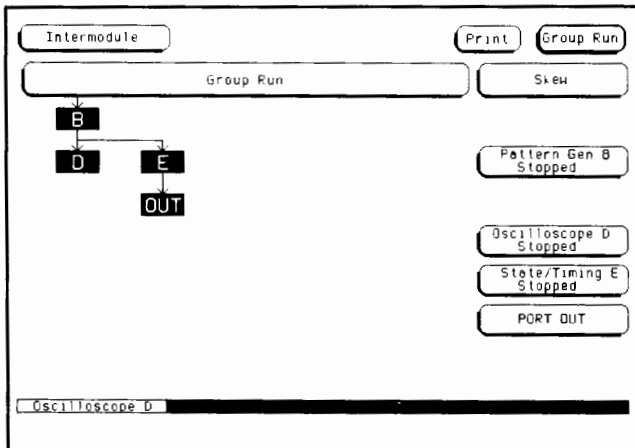 Intermodule
Print
Group Run
Group Run
Skew
B
D
E
OUT
Pattern Gen B
Stopped
Oscilloscope D
Stopped
State/Timing E
Stopped
PORT OUT
Oscilloscope D